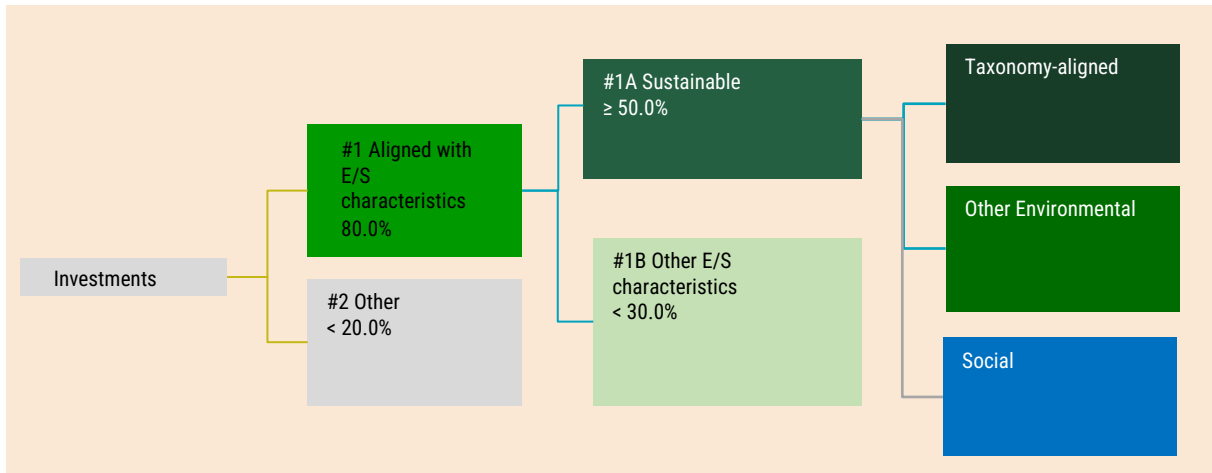 Investments
#1 Aligned with
E/S
characteristics
80.0%
#2 Other
< 20.0%
#1A Sustainable
≥ 50.0%
#1B Other E/S
characteristics
< 30.0%
Taxonomy-aligned
Other Environmental
Social